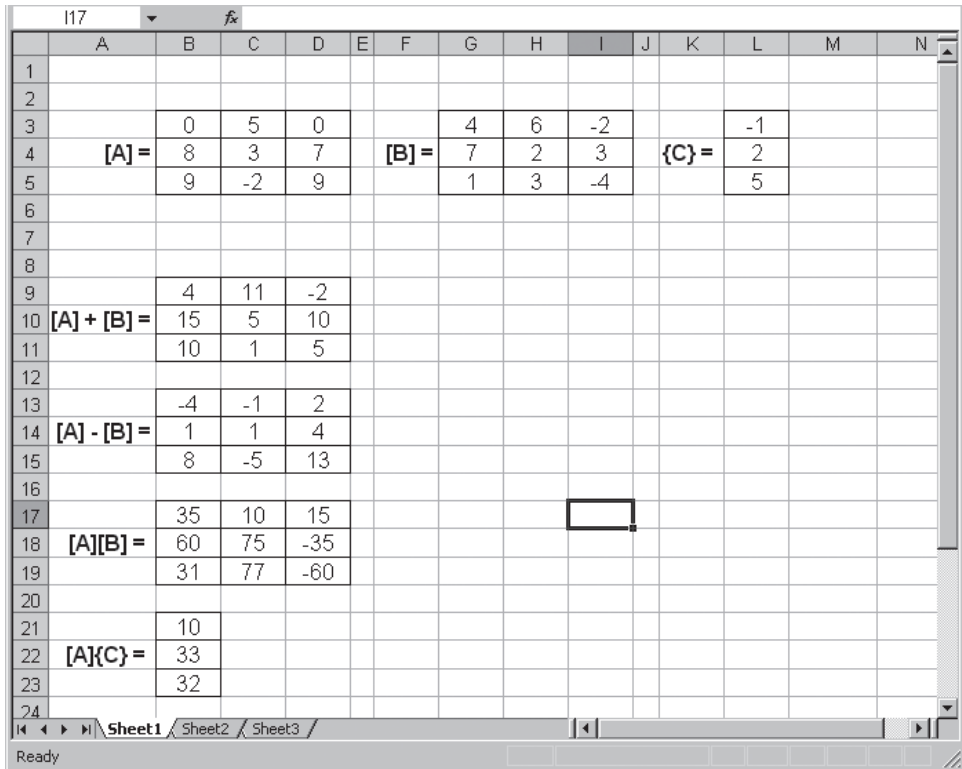 I17 fx
A B C D E F G H I J K L M N
1
2
3 0 5 0 4 6 -2 -1
4 [A] = 8 3 7 [B] = 7 2 3 {C} = 2
5 9 -2 9 1 3 -4 5
6
7
8
9 4 11 -2
10 [A] + [B] = 15 5 10
11 10 1 5
12
13 -4 -1 2
14 [A] - [B] = 1 1 4
15 8 -5 13
16
17 35 10 15
18 [A][B] = 60 75 -35
19 31 77 -60
20
21 10
22 [A]{C} = 33
23 32
24
Sheet1 Sheet2 Sheet3
Ready